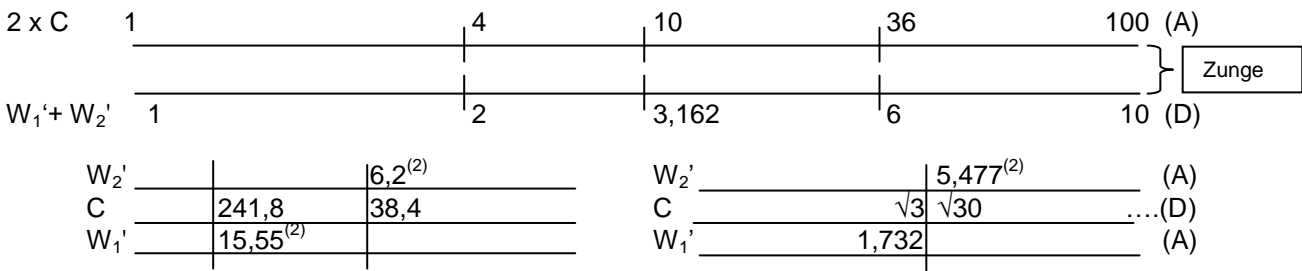 2 x C 1 4 10 36 100 (A)
Zunge
W₁‘+ W₂' 1 2 3,162 6 10 (D)
W₂' 6,2⁽²⁾ W₂’ 5,477⁽²⁾ (A)
C 241,8 38,4 C √3 √30 ….(D)
W₁' 15,55⁽²⁾ W₁’ 1,732 (A)